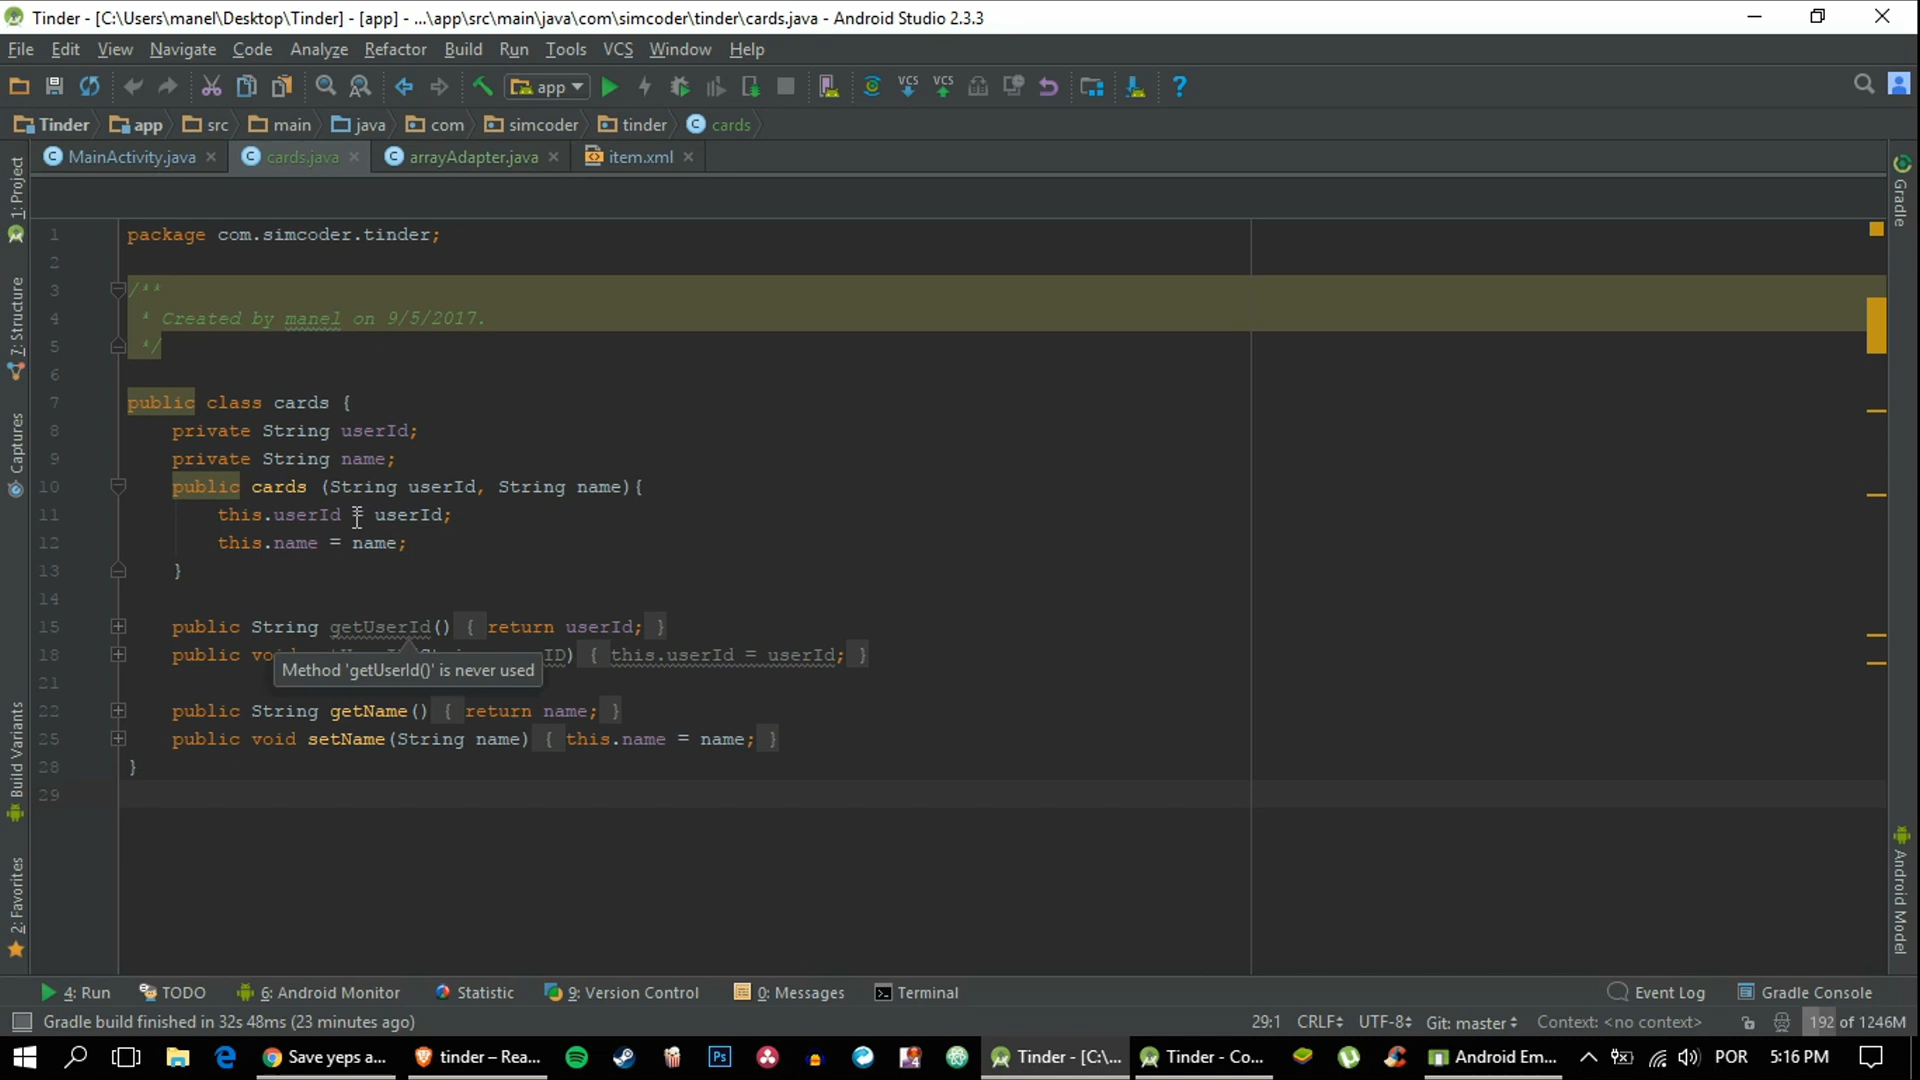 Tinder - [C:\Users\manel\Desktop\Tinder] - [app] - ...\app\src\main\java\com\simcoder\tinder\cards.java - Android Studio 2.3.3
File Edit View Navigate Code Analyze Refactor Build Run Tools VCS Window Help
app VCS VCS ?
Tinder app src main java com simcoder tinder cards
MainActivity.java cards.java arrayAdapter.java item.xml
1: Project
7: Structure
Captures
Build Variants
2: Favorites
Gradle
Android Model
1 package com.simcoder.tinder;
2
3 /**
4 * Created by manel on 9/5/2017.
5 */
6
7 public class cards {
8 private String userId;
9 private String name;
10 public cards (String userId, String name){
11 this.userId = userId;
12 this.name = name;
13 }
14
15 public String getUserId() { return userId; }
18 public ID) { this.userId = userId; }
Method 'getUserId()' is never used
21
22 public String getName() { return name; }
25 public void setName(String name) { this.name = name; }
28 }
29
4: Run TODO 6: Android Monitor Statistic 9: Version Control 0: Messages Terminal Event Log Gradle Console
Gradle build finished in 32s 48ms (23 minutes ago) 29:1 CRLF UTF-8 Git: master Context: <no context> 192 of 1246M
Save yeps a... tinder – Rea... Ps Tinder - [C:\... Tinder - Co... Android Em... POR 5:16 PM